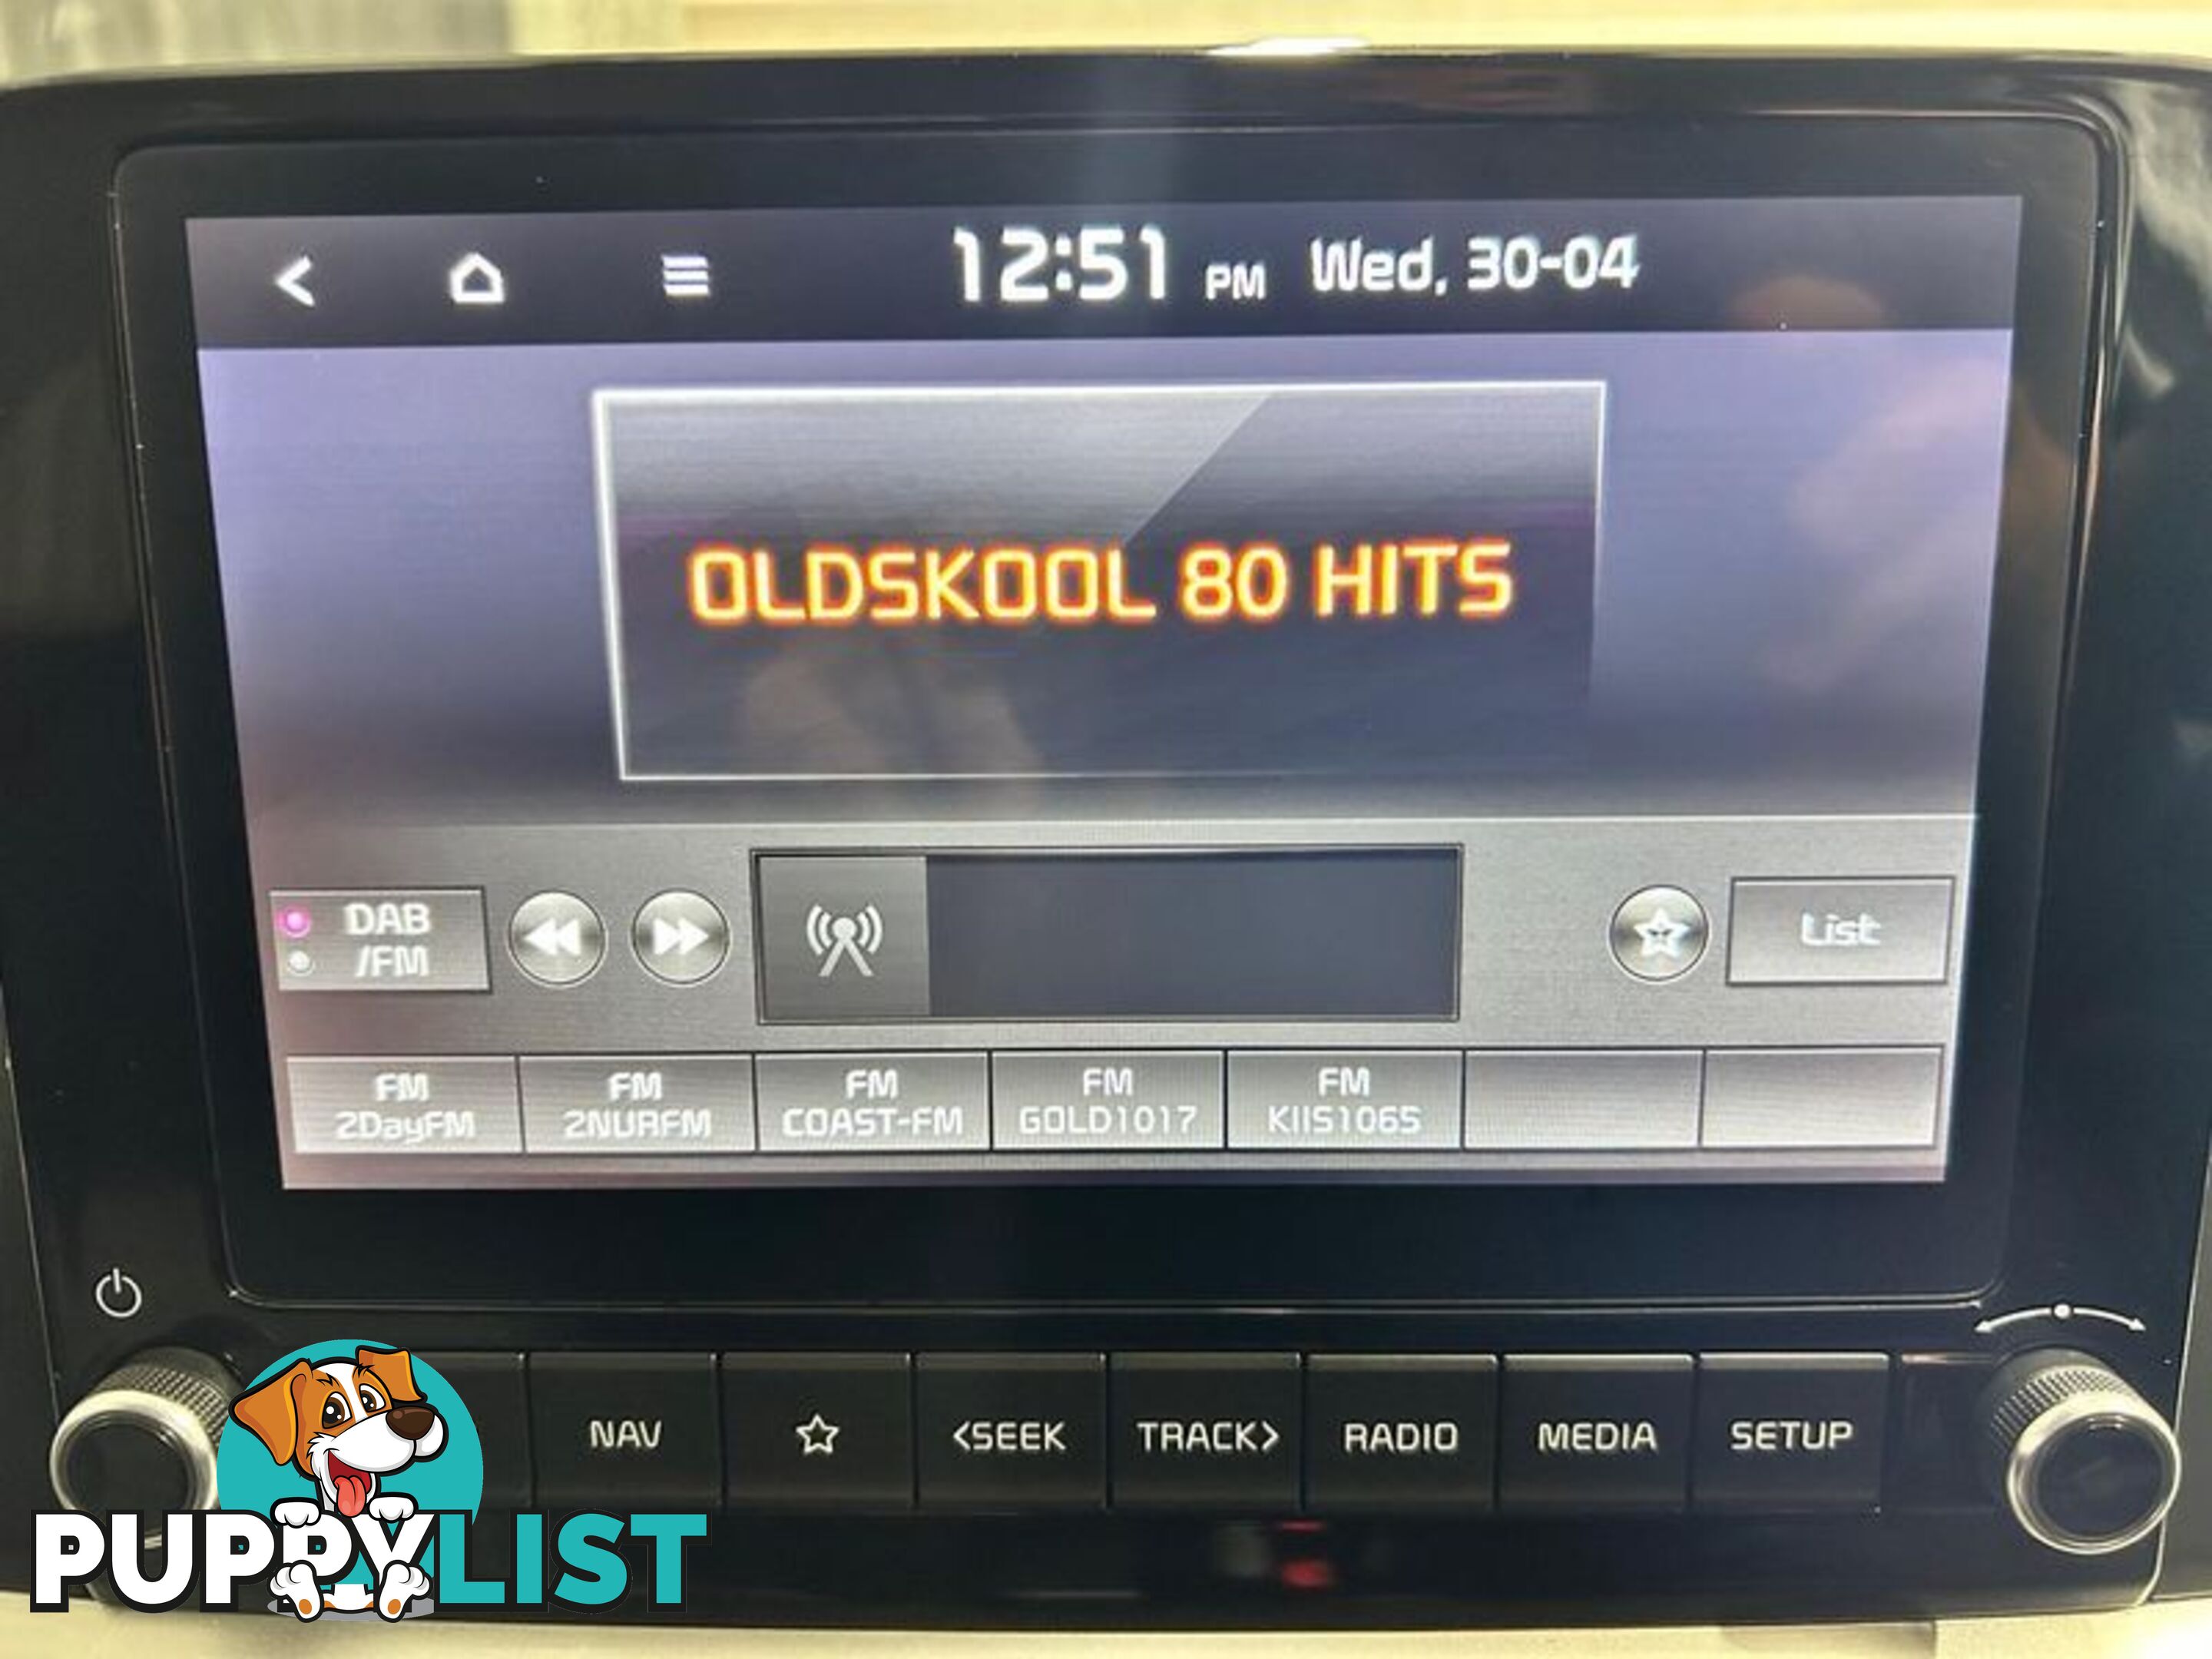 12:51 PM Wed, 30-04
OLDSKOOL 80 HITS
DAB
/FM
List
FM
2DayFM
FM
2NURFM
FM
COAST-FM
FM
GOLD1017
FM
KIIS1065
NAV
<SEEK
TRACK>
RADIO
MEDIA
SETUP
PUPPYLIST